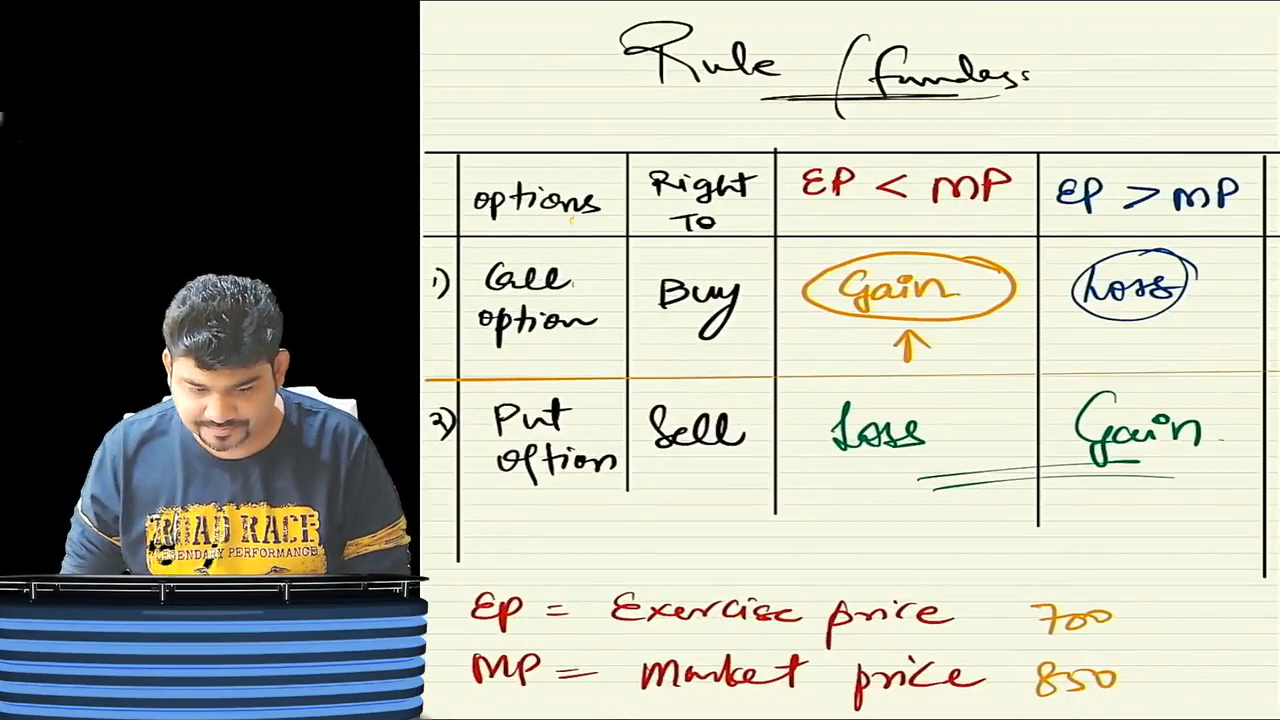 Rule / fundas:
options
Right To
EP < MP
EP > MP
1) Call option
Buy
Gain
Loss
2) Put option
Sell
Loss
Gain
EP = Exercise price 700
MP = Market price 850
ROAD RACE
LEGENDARY PERFORMANCE